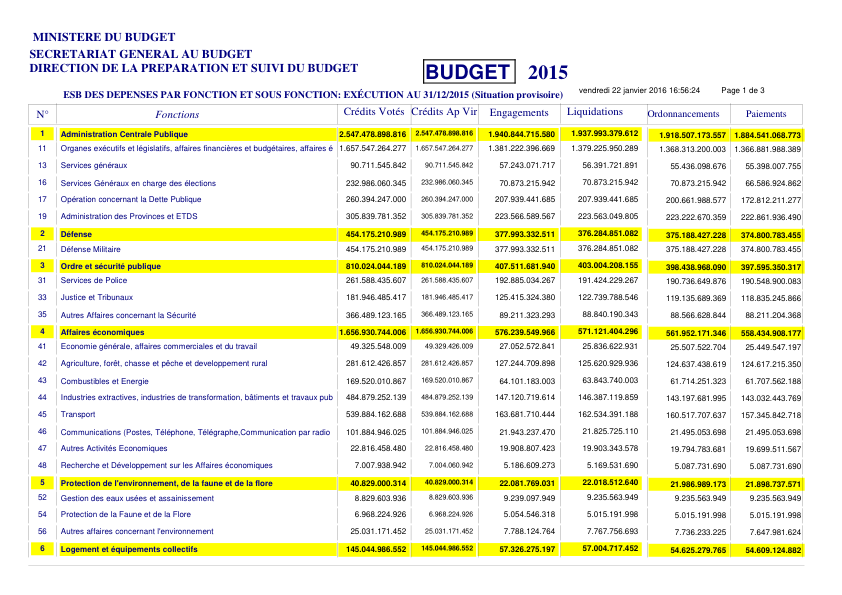 MINISTERE DU BUDGET
SECRETARIAT GENERAL AU BUDGET
DIRECTION DE LA PREPARATION ET SUIVI DU BUDGET
BUDGET 2015
ESB DES DEPENSES PAR FONCTION ET SOUS FONCTION: EXÉCUTION AU 31/12/2015 (Situation provisoire) vendredi 22 janvier 2016 16:56:24 Page 1 de 3
N° Fonctions Crédits Votés Crédits Ap Vir Engagements Liquidations Ordonnancements Paiements
1 Administration Centrale Publique 2.547.478.898.816 2.547.478.898.816 1.940.844.715.580 1.937.993.379.612 1.918.507.173.557 1.884.541.068.773
11 Organes exécutifs et législatifs, affaires financières et budgétaires, affaires é 1.657.547.264.277 1.657.547.264.277 1.381.222.396.669 1.379.225.950.289 1.368.313.200.003 1.366.881.988.389
13 Services généraux 90.711.545.842 90.711.545.842 57.243.071.717 56.391.721.891 55.436.098.676 55.398.007.755
16 Services Généraux en charge des élections 232.986.060.345 232.986.060.345 70.873.215.942 70.873.215.942 70.873.215.942 66.586.924.862
17 Opération concernant la Dette Publique 260.394.247.000 260.394.247.000 207.939.441.685 207.939.441.685 200.661.988.577 172.812.211.277
19 Administration des Provinces et ETDS 305.839.781.352 305.839.781.352 223.566.589.567 223.563.049.805 223.222.670.359 222.861.936.490
2 Défense 454.175.210.989 454.175.210.989 377.993.332.511 376.284.851.082 375.188.427.228 374.800.783.455
21 Défense Militaire 454.175.210.989 454.175.210.989 377.993.332.511 376.284.851.082 375.188.427.228 374.800.783.455
3 Ordre et sécurité publique 810.024.044.189 810.024.044.189 407.511.681.940 403.004.208.155 398.438.968.090 397.595.350.317
31 Services de Police 261.588.435.607 261.588.435.607 192.885.034.267 191.424.229.267 190.736.649.876 190.548.900.083
33 Justice et Tribunaux 181.946.485.417 181.946.485.417 125.415.324.380 122.739.788.546 119.135.689.369 118.835.245.866
35 Autres Affaires concernant la Sécurité 366.489.123.165 366.489.123.165 89.211.323.293 88.840.190.343 88.566.628.844 88.211.204.368
4 Affaires économiques 1.656.930.744.006 1.656.930.744.006 576.239.549.966 571.121.404.296 561.952.171.346 558.434.908.177
41 Economie générale, affaires commerciales et du travail 49.325.548.009 49.329.426.009 27.052.572.841 25.836.622.931 25.507.522.704 25.449.547.197
42 Agriculture, forêt, chasse et pêche et developpement rural 281.612.426.857 281.612.426.857 127.244.709.898 125.620.929.936 124.637.438.619 124.617.215.350
43 Combustibles et Energie 169.520.010.867 169.520.010.867 64.101.183.003 63.843.740.003 61.714.251.323 61.707.562.188
44 Industries extractives, industries de transformation, bâtiments et travaux pub 484.879.252.139 484.879.252.139 147.120.719.614 146.387.119.859 143.197.681.995 143.032.443.769
45 Transport 539.884.162.688 539.884.162.688 163.681.710.444 162.534.391.188 160.517.707.637 157.345.842.718
46 Communications (Postes, Téléphone, Télégraphe,Communication par radio 101.884.946.025 101.884.946.025 21.943.237.470 21.825.725.110 21.495.053.698 21.495.053.698
47 Autres Activités Economiques 22.816.458.480 22.816.458.480 19.908.807.423 19.903.343.578 19.794.783.681 19.699.511.567
48 Recherche et Développement sur les Affaires économiques 7.007.938.942 7.004.060.942 5.186.609.273 5.169.531.690 5.087.731.690 5.087.731.690
5 Protection de l'environnement, de la faune et de la flore 40.829.000.314 40.829.000.314 22.081.769.031 22.018.512.640 21.986.989.173 21.898.737.571
52 Gestion des eaux usées et assainissement 8.829.603.936 8.829.603.936 9.239.097.949 9.235.563.949 9.235.563.949 9.235.563.949
54 Protection de la Faune et de la Flore 6.968.224.926 6.968.224.926 5.054.546.318 5.015.191.998 5.015.191.998 5.015.191.998
56 Autres affaires concernant l'environnement 25.031.171.452 25.031.171.452 7.788.124.764 7.767.756.693 7.736.233.225 7.647.981.624
6 Logement et équipements collectifs 145.044.986.552 145.044.986.552 57.326.275.197 57.004.717.452 54.625.279.765 54.609.124.882